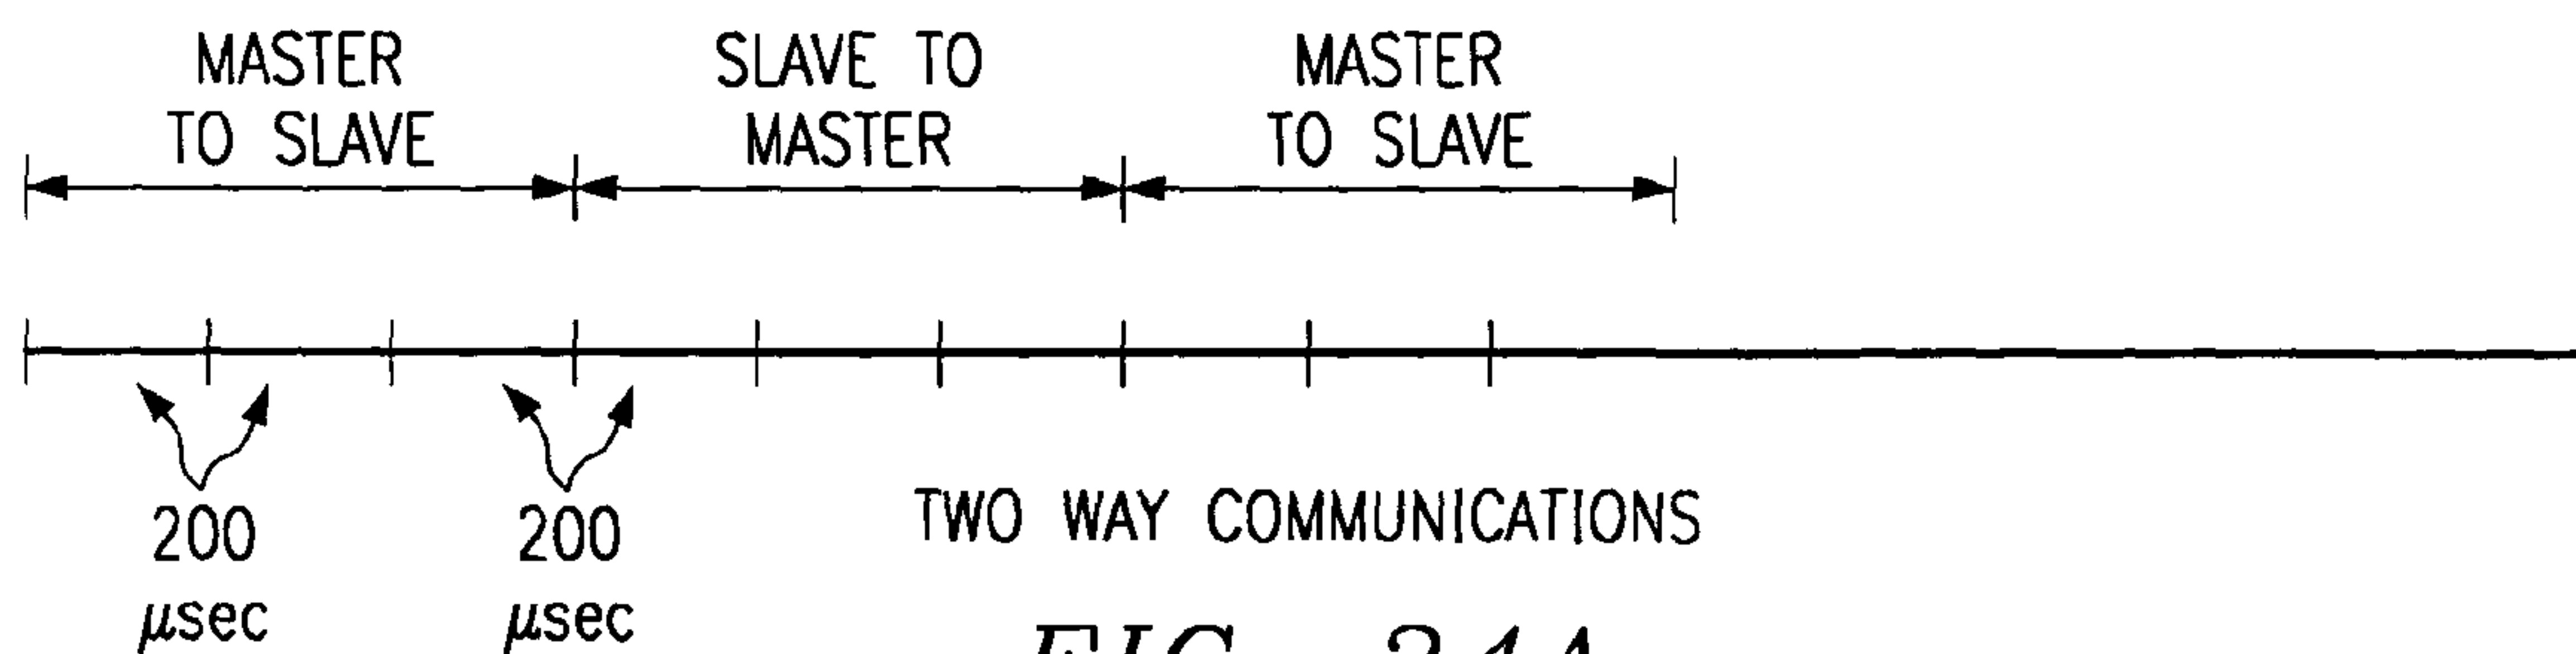 MASTER
TO SLAVE
SLAVE TO
MASTER
MASTER
TO SLAVE
200
μsec
200
μsec
TWO WAY COMMUNICATIONS